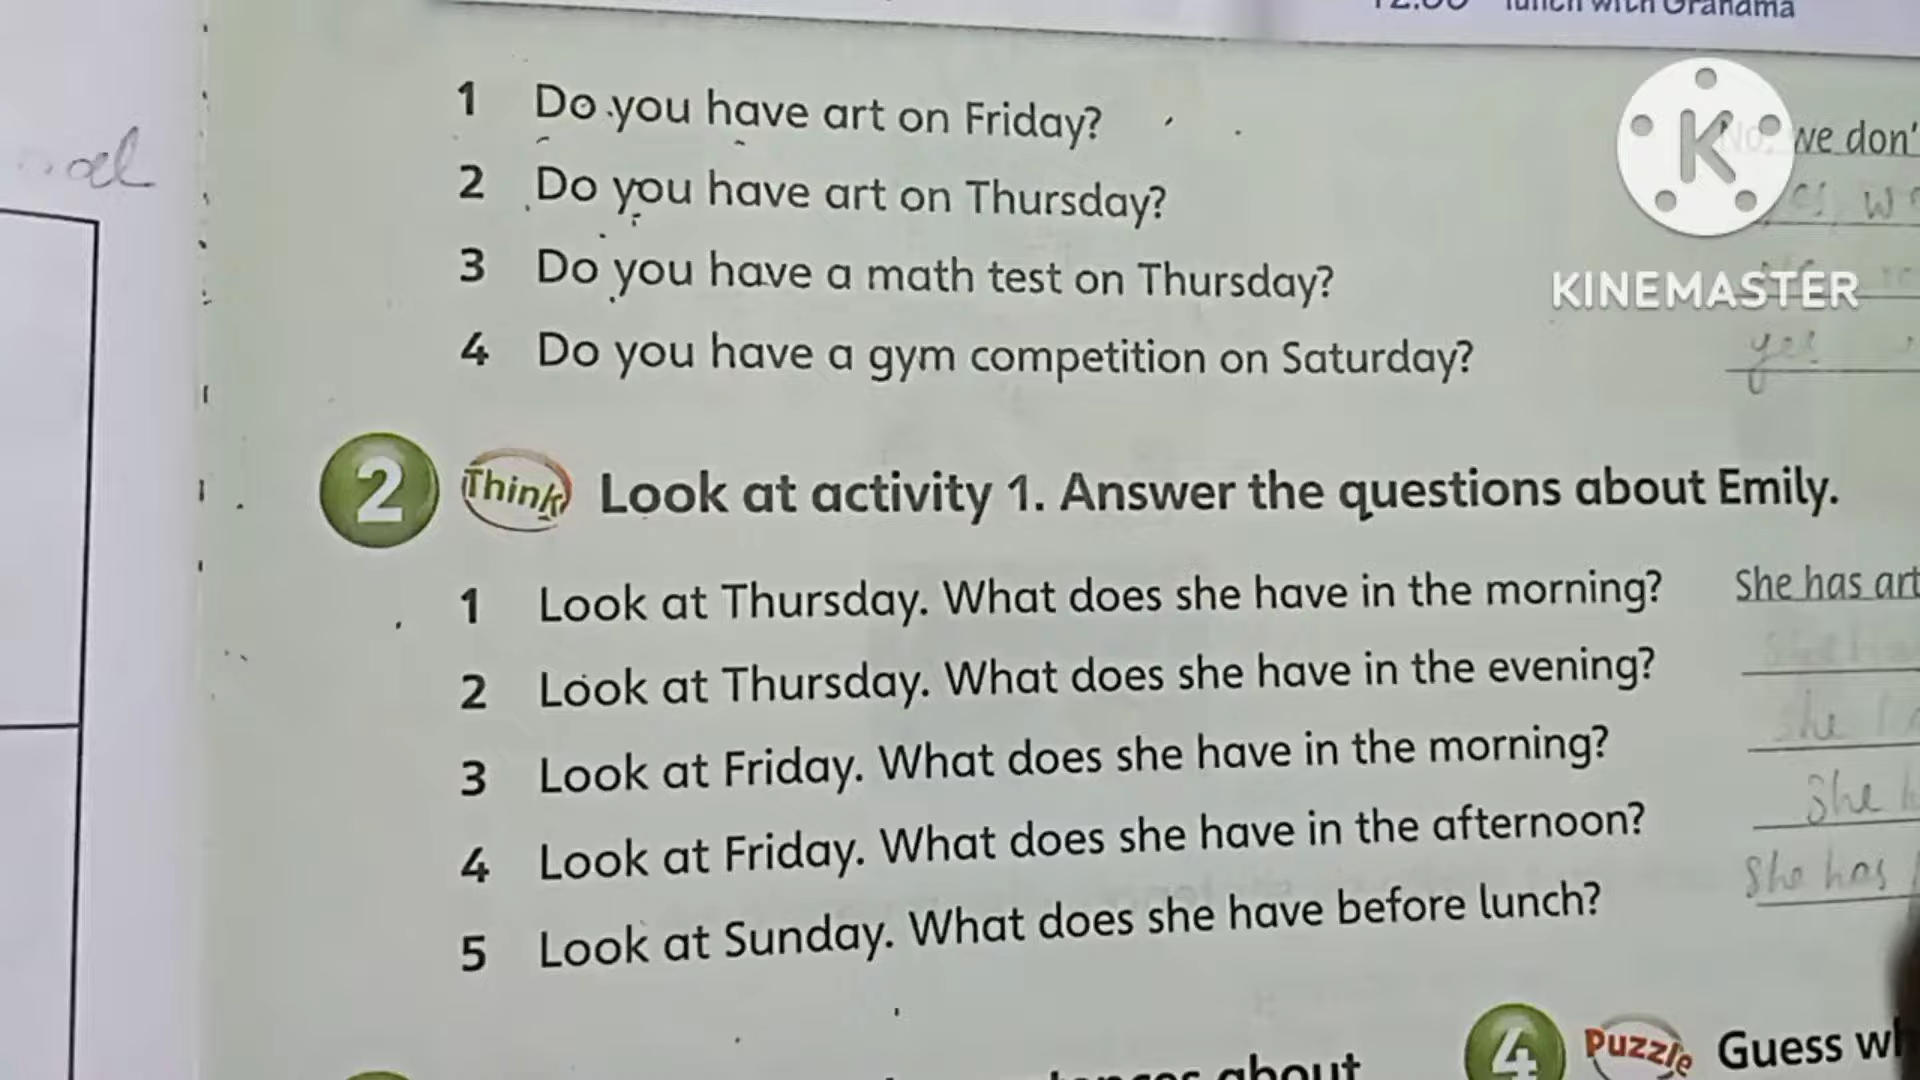 lunch with Grandma
1 Do you have art on Friday? we don'
2 Do you have art on Thursday?
3 Do you have a math test on Thursday?
4 Do you have a gym competition on Saturday? yes
K
KINEMASTER
2 Think Look at activity 1. Answer the questions about Emily.
1 Look at Thursday. What does she have in the morning? She has art
2 Look at Thursday. What does she have in the evening?
3 Look at Friday. What does she have in the morning? She
4 Look at Friday. What does she have in the afternoon? She
5 Look at Sunday. What does she have before lunch? She has
about
4 Puzzle Guess